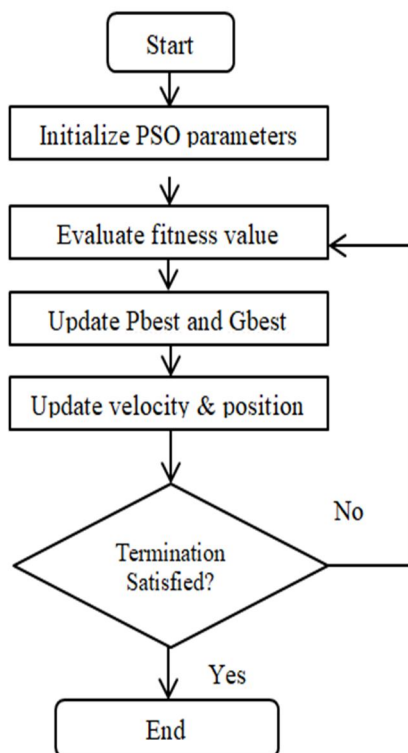 Start
Initialize PSO parameters
Evaluate fitness value
Update Pbest and Gbest
Update velocity & position
No
Termination
Satisfied?
Yes
End